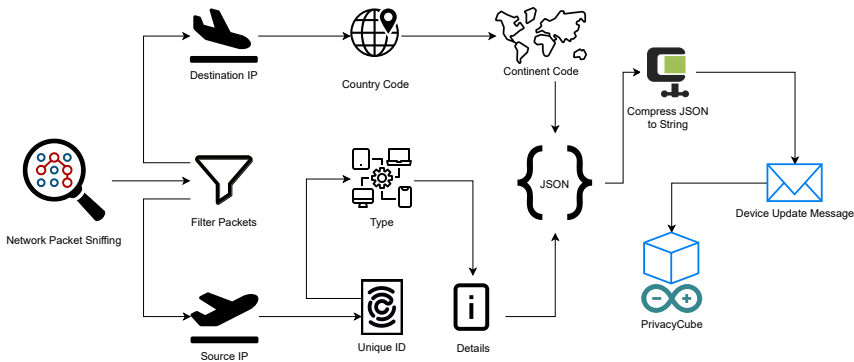 Destination IP
Country Code
Continent Code
Compress JSON
to String
Network Packet Sniffing
Filter Packets
Type
JSON
Device Update Message
Source IP
Unique ID
i
Details
PrivacyCube